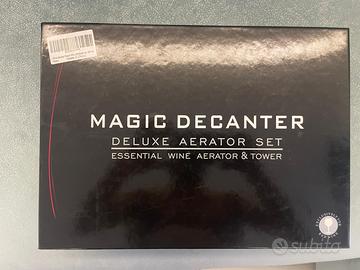 MAGIC DECANTER
DELUXE AERATOR SET
ESSENTIAL WINE AERATOR & TOWER
subito